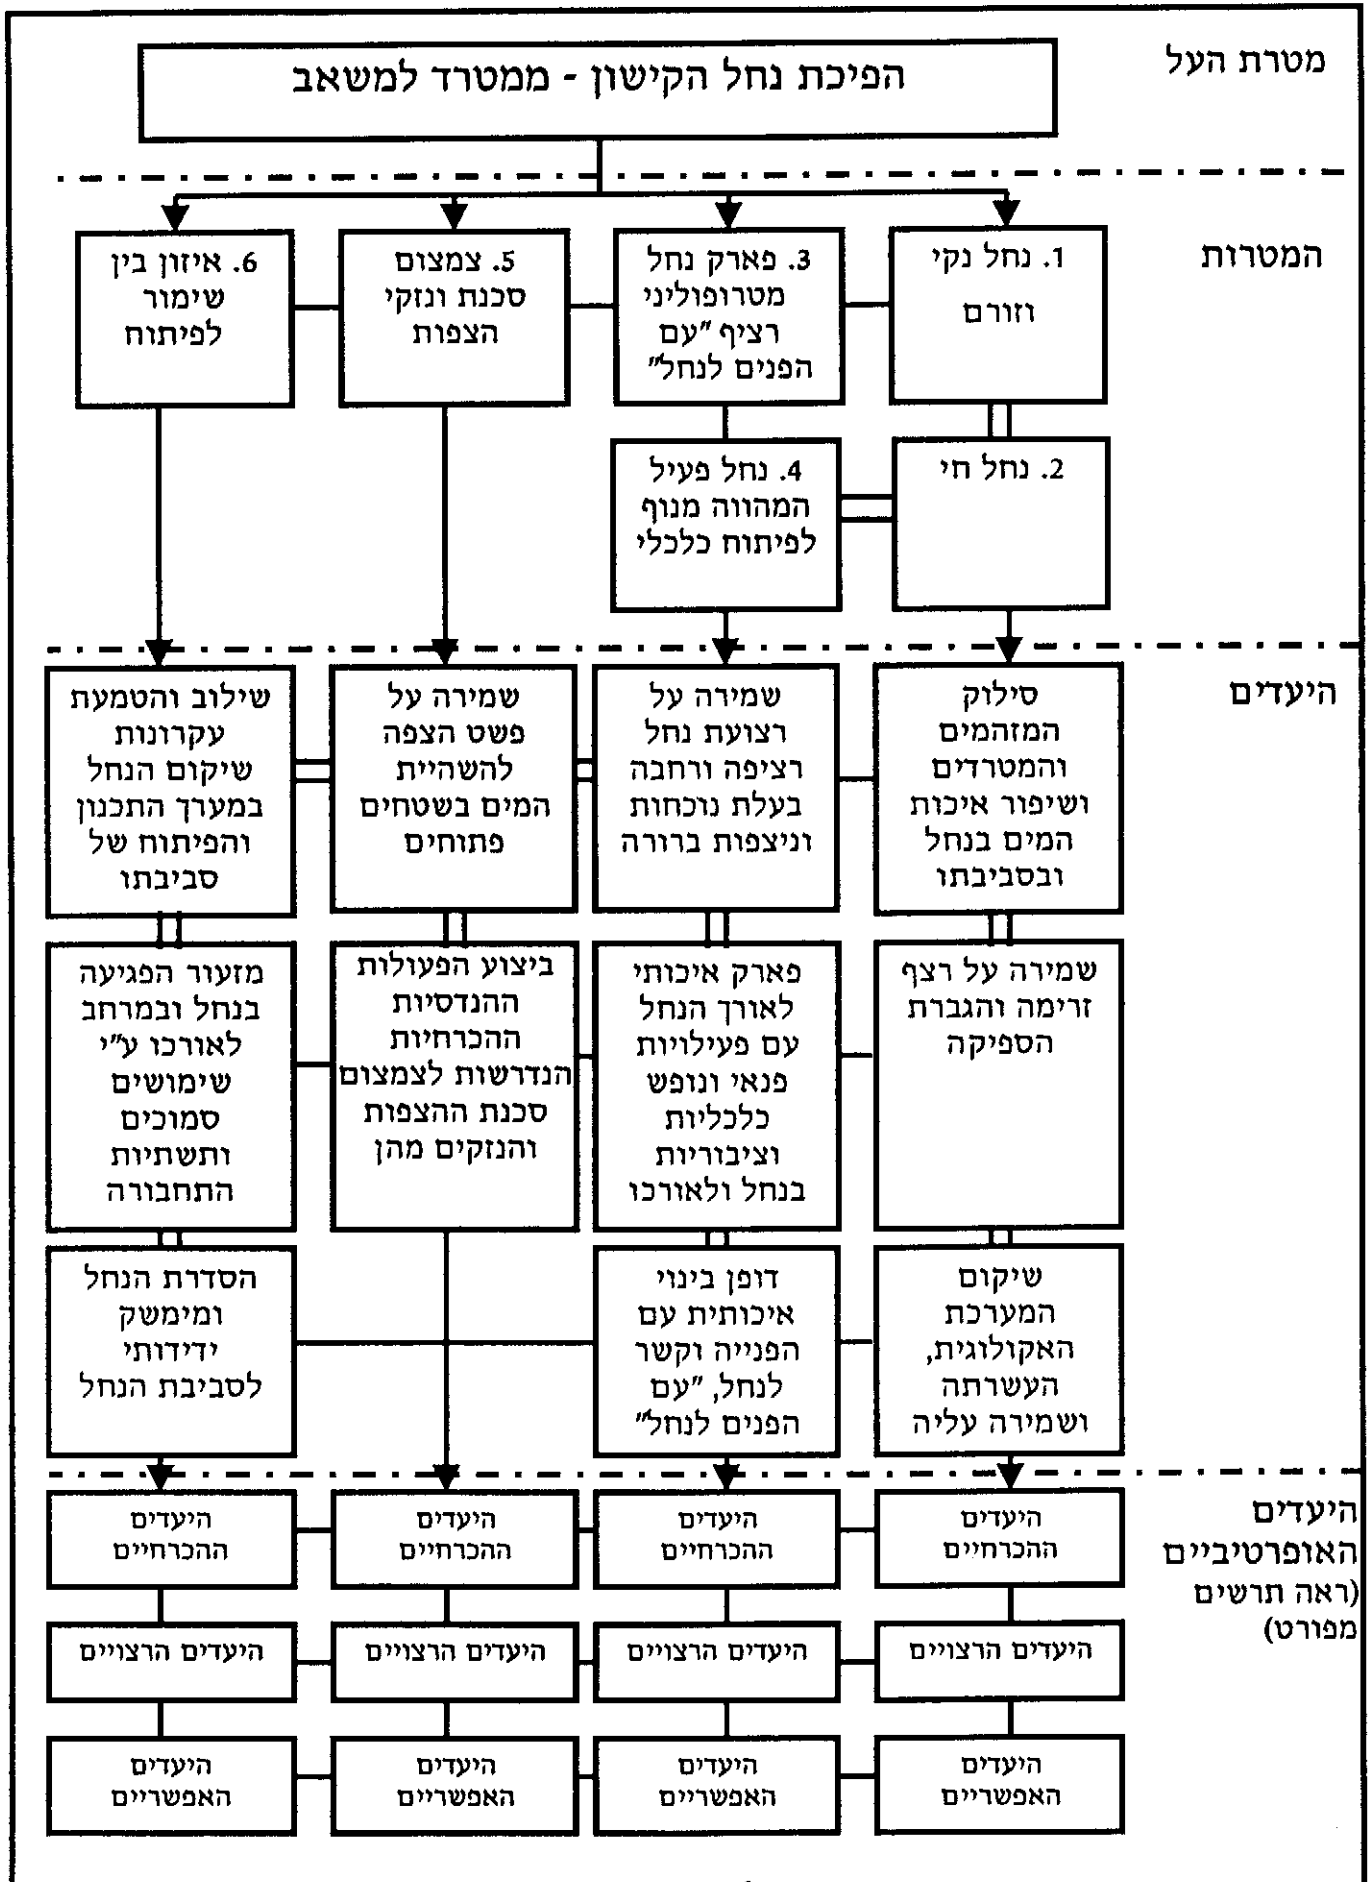 מטרת העל
הפיכת נחל הקישון - ממטרד למשאב
המטרות
1. נחל נקי
וזורם
3. פארק נחל
מטרופוליני
רציף "עם
הפנים לנחל"
5. צמצום
סכנת ונזקי
הצפות
6. איזון בין
שימור
לפיתוח
2. נחל חי
4. נחל פעיל
המהווה מנוף
לפיתוח כלכלי
היעדים
סילוק
המזהמים
והמטרדים
ושיפור איכות
המים בנחל
ובסביבתו
שמירה על
רצועת נחל
רציפה ורחבה
בעלת נוכחות
וניצפות ברורה
שמירה על
פשט הצפה
להשהיית
המים בשטחים
פתוחים
שילוב והטמעת
עקרונות
שיקום הנחל
במערך התכנון
והפיתוח של
סביבתו
שמירה על רצף
זרימה והגברת
הספיקה
פארק איכותי
לאורך הנחל
עם פעילויות
פנאי ונופש
כלכליות
וציבוריות
בנחל ולאורכו
ביצוע הפעולות
ההנדסיות
ההכרחיות
הנדרשות לצמצום
סכנת ההצפות
והנזקים מהן
מזעור הפגיעה
בנחל ובמרחב
לאורכו ע"י
שימושים
סמוכים
ותשתיות
התחבורה
שיקום
המערכת
האקולוגית,
העשרתה
ושמירה עליה
דופן בינוי
איכותית עם
הפנייה וקשר
לנחל, "עם
הפנים לנחל"
הסדרת הנחל
ומימשק
ידידותי
לסביבת הנחל
היעדים
האופרטיביים
(ראה תרשים
מפורט)
היעדים
ההכרחיים
היעדים
ההכרחיים
היעדים
ההכרחיים
היעדים
ההכרחיים
היעדים הרצויים
היעדים הרצויים
היעדים הרצויים
היעדים הרצויים
היעדים
האפשריים
היעדים
האפשריים
היעדים
האפשריים
היעדים
האפשריים